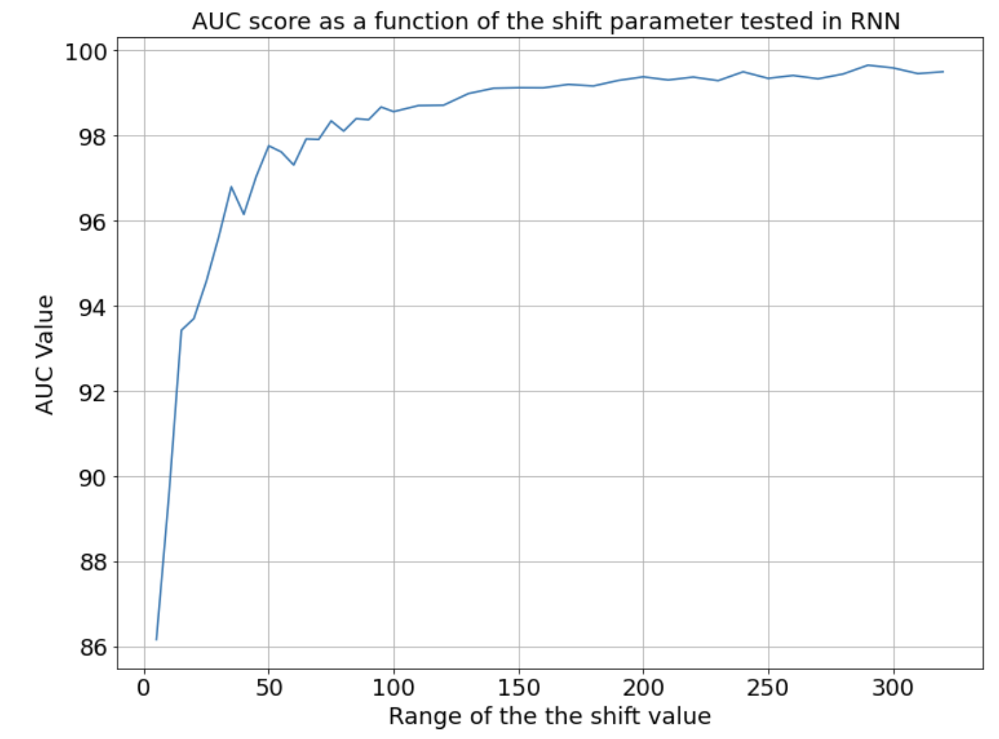 AUC score as a function of the shift parameter tested in RNN
100
98
96
94
92
90
88
86
AUC Value
0 50 100 150 200 250 300
Range of the the shift value